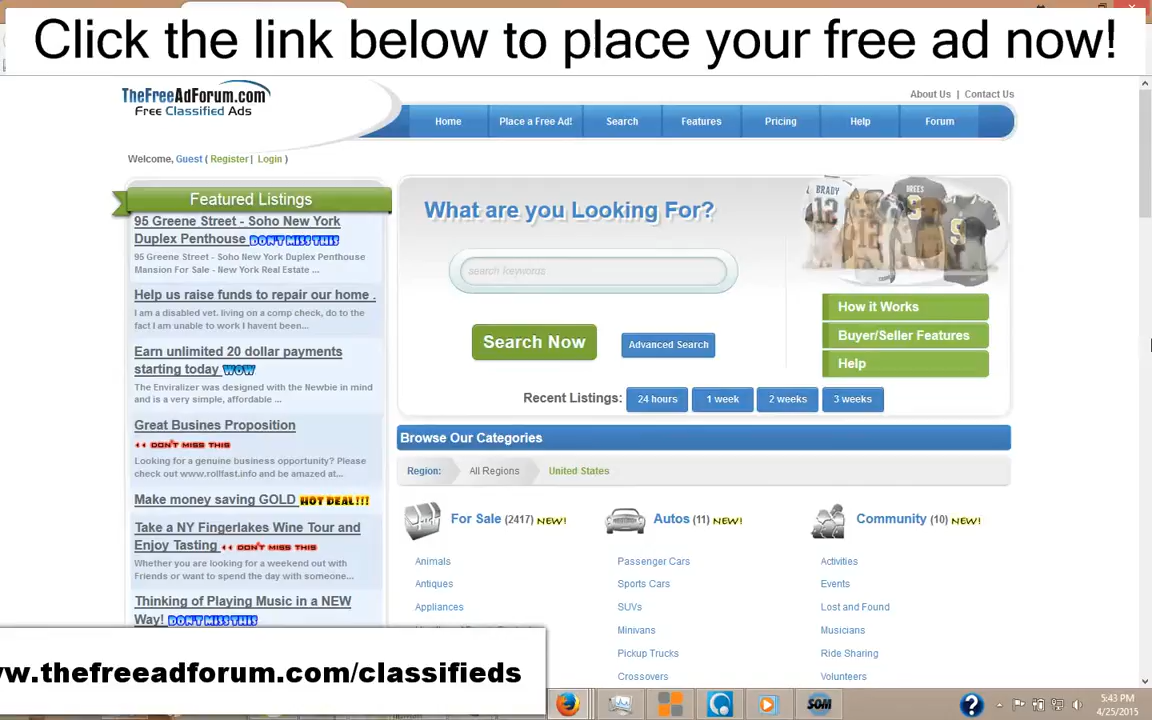 Click the link below to place your free ad now!
TheFreeAdForum.com
Free Classified Ads
About Us | Contact Us
Home
Place a Free Ad!
Search
Features
Pricing
Help
Forum
Welcome, Guest ( Register | Login )
Featured Listings
95 Greene Street - Soho New York
Duplex Penthouse DON'T MISS THIS
95 Greene Street - Soho New York Duplex Penthouse
Mansion For Sale - New York Real Estate ...
Help us raise funds to repair our home .
I am a disabled vet. living on a comp check, do to the
fact I am unable to work I havent been...
Earn unlimited 20 dollar payments
starting today WOW
The Enviralizer was designed with the Newbie in mind
and is a very simple, affordable ...
Great Busines Proposition
DON'T MISS THIS
Looking for a genuine business opportunity? Please
check out www.rollfast.info and be amazed at...
Make money saving GOLD HOT DEAL!!!
Take a NY Fingerlakes Wine Tour and
Enjoy Tasting DON'T MISS THIS
Whether you are looking for a weekend out with
Friends or want to spend the day with someone...
Thinking of Playing Music in a NEW
Way! DON'T MISS THIS
What are you Looking For?
search keywords
Search Now
Advanced Search
BRADY
12
BREES
9
How it Works
Buyer/Seller Features
Help
Recent Listings:
24 hours
1 week
2 weeks
3 weeks
Browse Our Categories
Region:
All Regions
United States
For Sale (2417) NEW!
Animals
Antiques
Appliances
Autos (11) NEW!
Passenger Cars
Sports Cars
SUVs
Minivans
Pickup Trucks
Crossovers
Community (10) NEW!
Activities
Events
Lost and Found
Musicians
Ride Sharing
Volunteers
w.thefreeadforum.com/classifieds
SOM
5:43 PM
4/25/2015